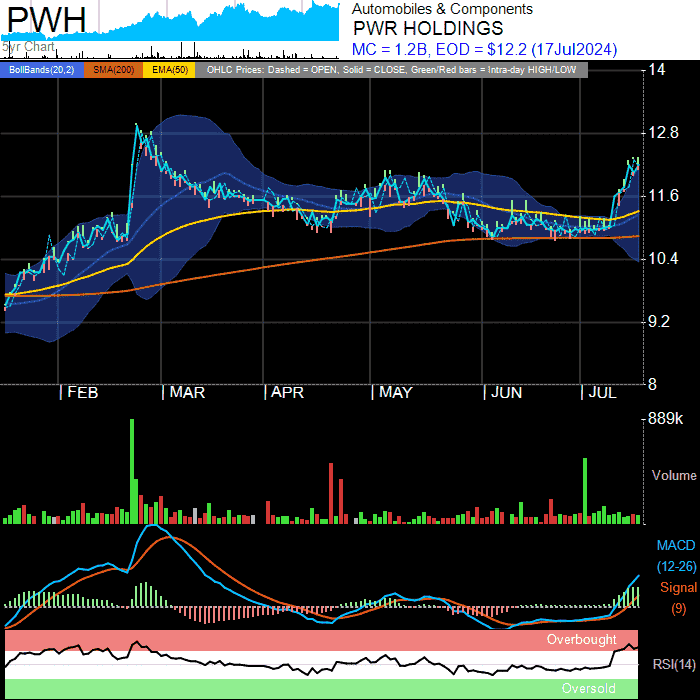 PWH
5yr Chart
Automobiles & Components
PWR HOLDINGS
MC = 1.2B, EOD = $12.2 (17Jul2024)
BollBands(20,2) SMA(200) EMA(50) OHLC Prices: Dashed = OPEN, Solid = CLOSE, Green/Red bars = Intra-day HIGH/LOW
14
12.8
11.6
10.4
9.2
8
FEB MAR APR MAY JUN JUL
889k
Volume
MACD
(12-26)
Signal
(9)
Overbought
RSI(14)
Oversold